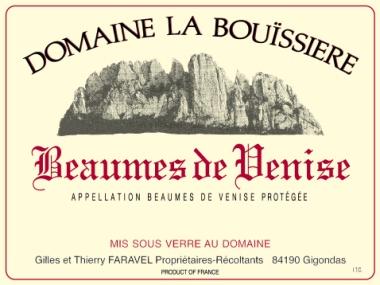 DOMAINE LA BOUÏSSIERE
Beaumes de Venise
APPELLATION BEAUMES DE VENISE PROTÉGÉE
MIS SOUS VERRE AU DOMAINE
Gilles et Thierry FARAVEL Propriétaires-Récoltants 84190 Gigondas
PRODUCT OF FRANCE